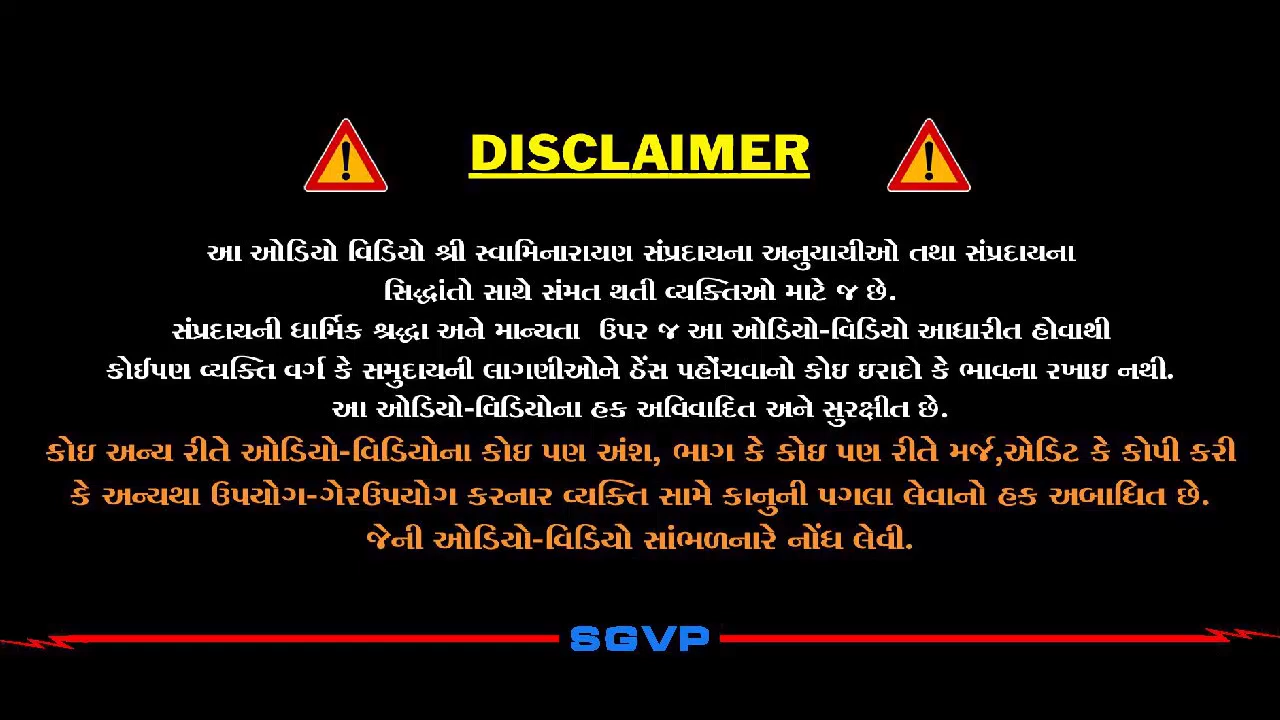 DISCLAIMER
આ ઓડિયો વિડિયો શ્રી સ્વામિનારાયણ સંપ્રદાયના અનુયાયીઓ તથા સંપ્રદાયના
સિદ્ધાંતો સાથે સંમત થતી વ્યક્તિઓ માટે જ છે.
સંપ્રદાયની ધાર્મિક શ્રદ્ધા અને માન્યતા ઉપર જ આ ઓડિયો-વિડિયો આધારીત હોવાથી
કોઈપણ વ્યક્તિ વર્ગ કે સમુદાયની લાગણીઓને ઠેંસ પહોંચવાનો કોઇ ઇરાદો કે ભાવના રખાઇ નથી.
આ ઓડિયો-વિડિયોના હક અવિવાદિત અને સુરક્ષીત છે.
કોઇ અન્ય રીતે ઓડિયો-વિડિયોના કોઇ પણ અંશ, ભાગ કે કોઇ પણ રીતે મર્જ,એડિટ કે કોપી કરી
કે અન્યથા ઉપયોગ-ગેરઉપયોગ કરનાર વ્યક્તિ સામે કાનુની પગલા લેવાનો હક અબાધિત છે.
જેની ઓડિયો-વિડિયો સાંભળનારે નોંધ લેવી.
SGVP